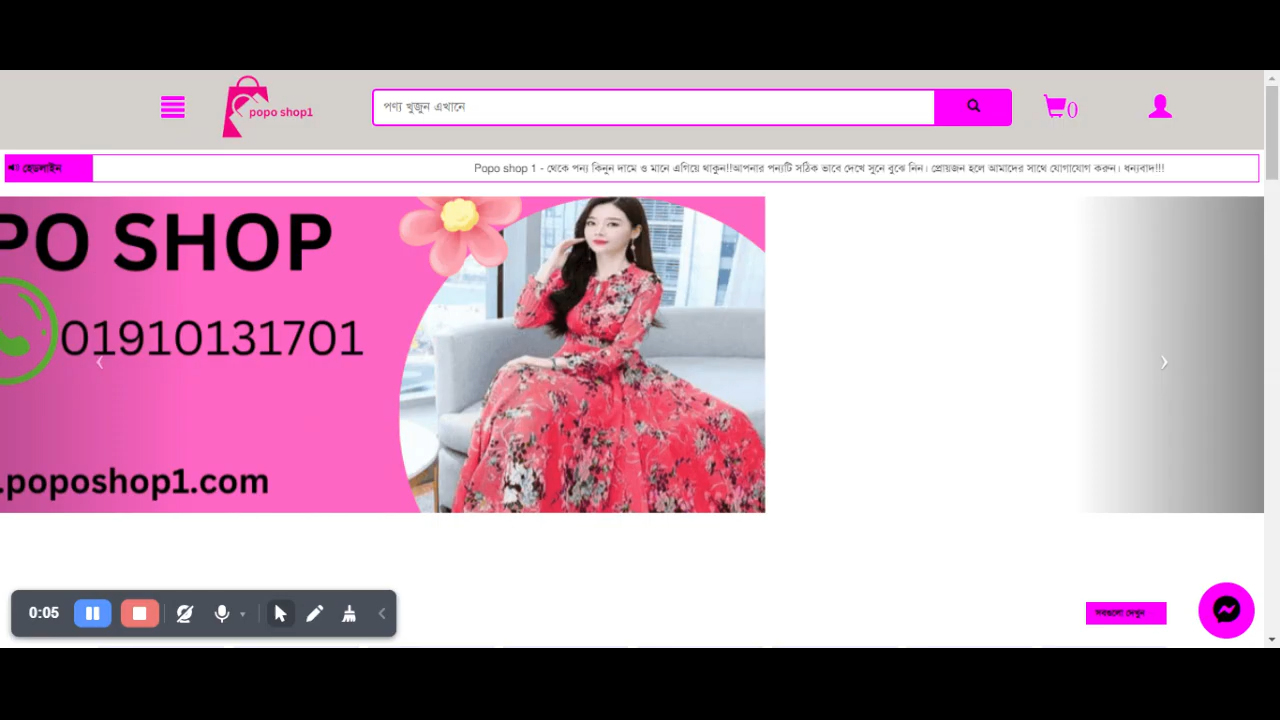 popo shop1
পণ্য খুজুন এখানে
0
হেডলাইন
Popo shop 1 - থেকে পন্য কিনুন দামে ও মানে এগিয়ে থাকুন!!আপনার পন্যটি সঠিক ভাবে দেখে সুনে বুঝে নিন। প্রোয়জন হলে আমাদের সাথে যোগাযোগ করুন। ধন্যবাদ!!!
PO SHOP
01910131701
.poposhop1.com
0:05
সবগুলো দেখুন